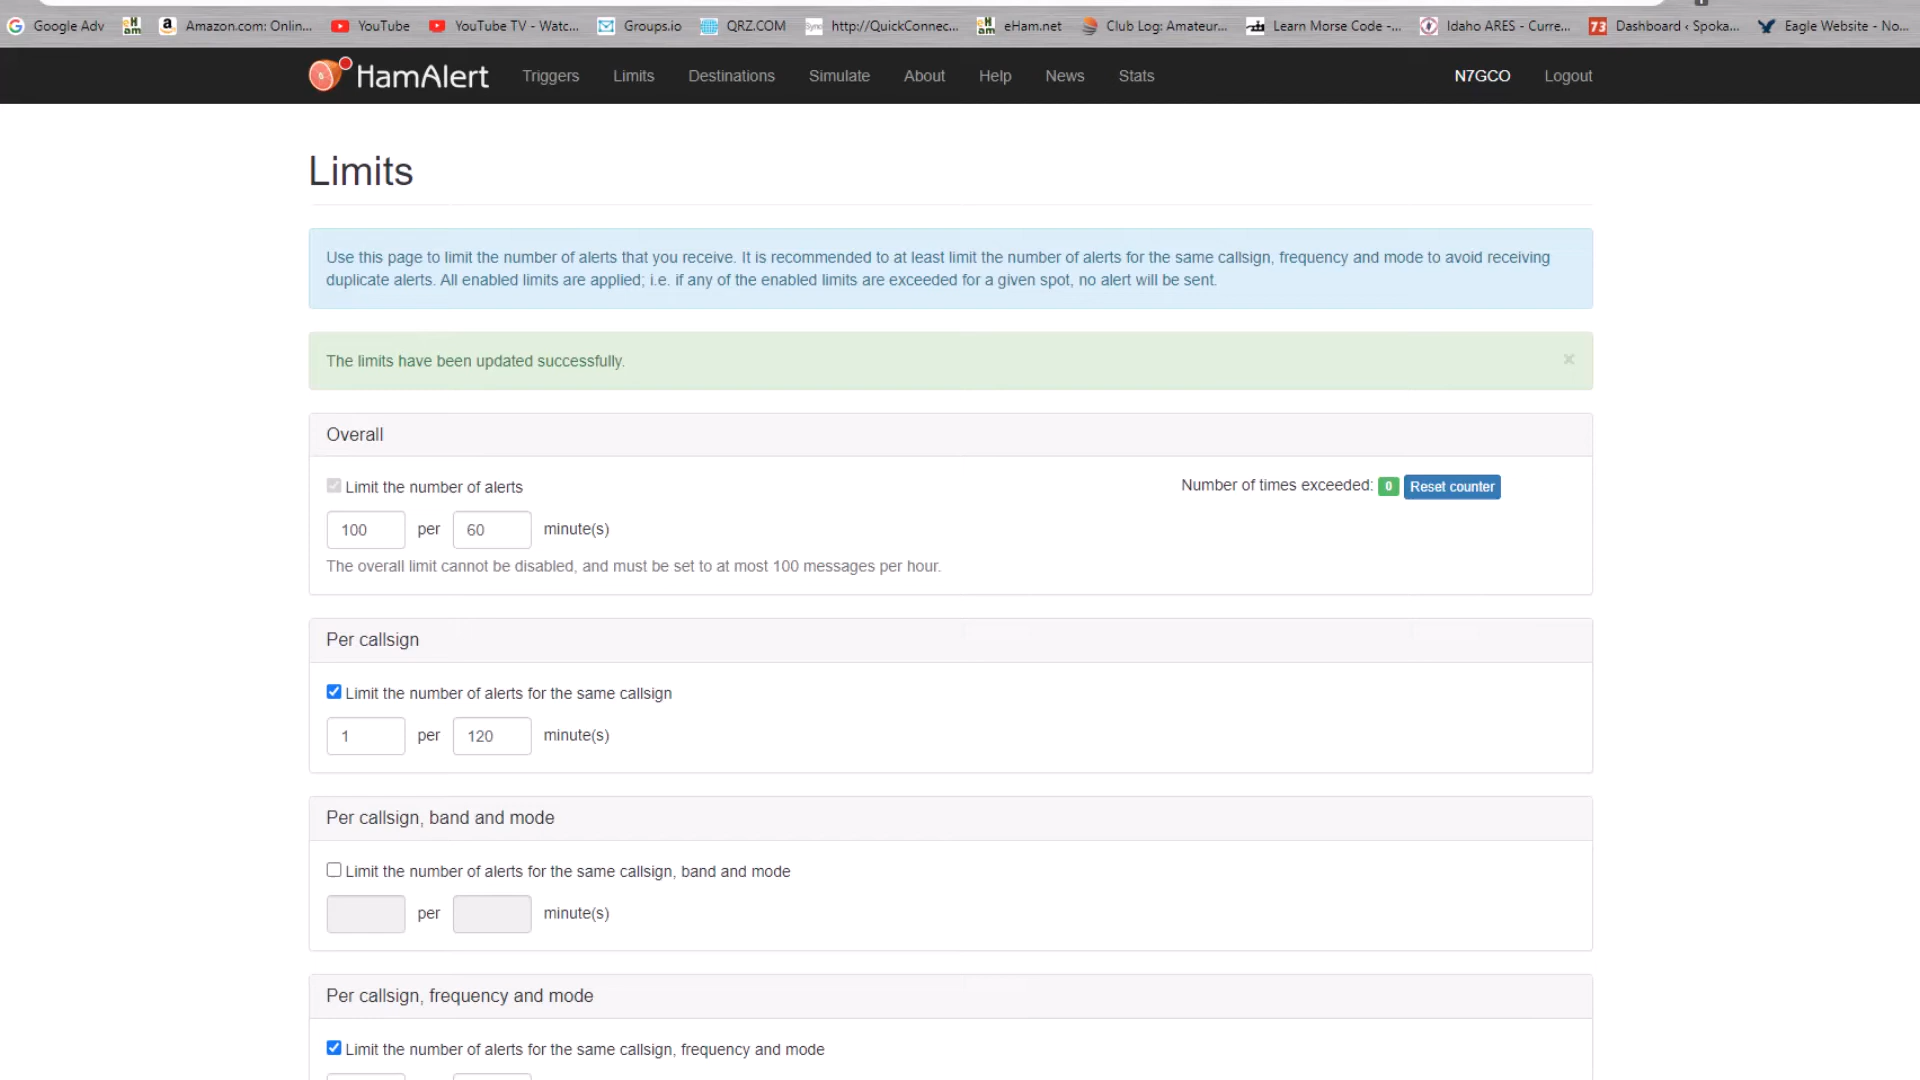 Google Adv
Amazon.com: Onlin...
YouTube
YouTube TV - Watc...
Groups.io
QRZ.COM
http://QuickConnec...
eHam.net
Club Log: Amateur...
Learn Morse Code -...
Idaho ARES - Curre...
73 Dashboard ‹ Spoka...
Eagle Website - No...
HamAlert Triggers Limits Destinations Simulate About Help News Stats N7GCO Logout
Limits
Use this page to limit the number of alerts that you receive. It is recommended to at least limit the number of alerts for the same callsign, frequency and mode to avoid receiving
duplicate alerts. All enabled limits are applied; i.e. if any of the enabled limits are exceeded for a given spot, no alert will be sent.
The limits have been updated successfully. ×
Overall
Limit the number of alerts
Number of times exceeded: 0 Reset counter
100 per 60 minute(s)
The overall limit cannot be disabled, and must be set to at most 100 messages per hour.
Per callsign
Limit the number of alerts for the same callsign
1 per 120 minute(s)
Per callsign, band and mode
Limit the number of alerts for the same callsign, band and mode
per minute(s)
Per callsign, frequency and mode
Limit the number of alerts for the same callsign, frequency and mode